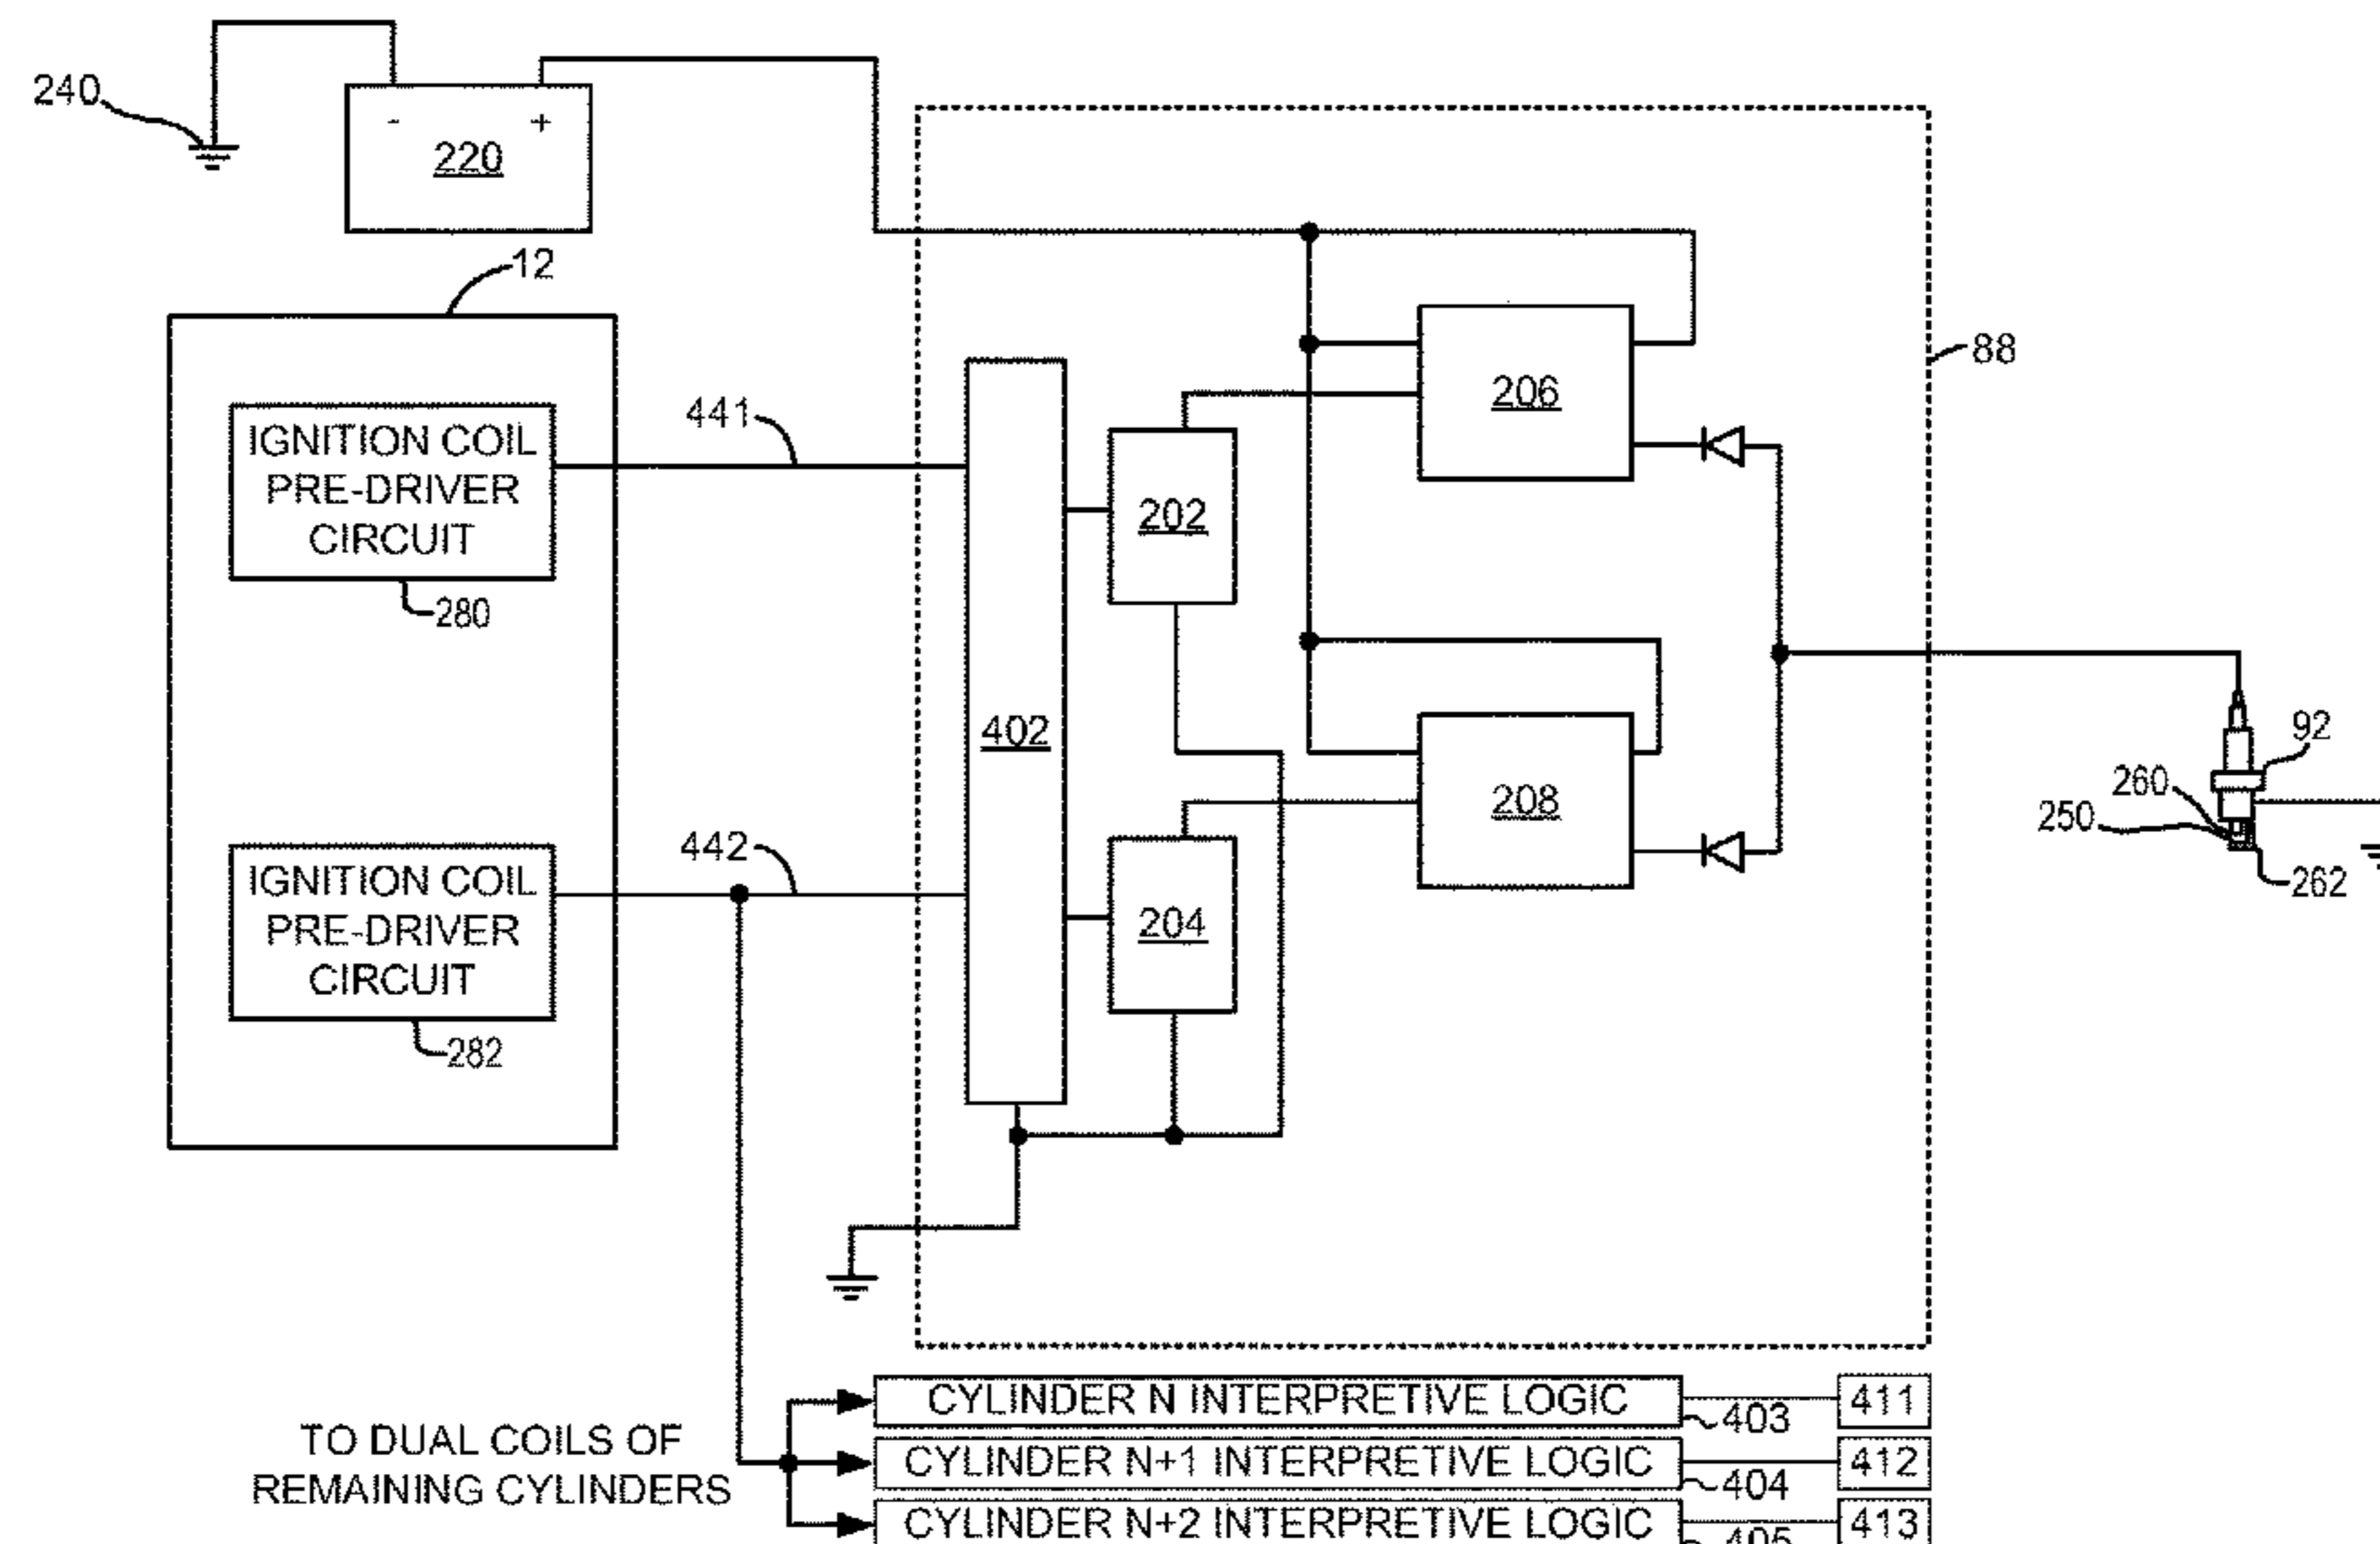 240
- +
220
12
88
441
IGNITION COIL
PRE-DRIVER
CIRCUIT
280
202
206
402
442
IGNITION COIL
PRE-DRIVER
CIRCUIT
282
204
208
92
260
250
262
TO DUAL COILS OF
REMAINING CYLINDERS
CYLINDER N INTERPRETIVE LOGIC
403
411
CYLINDER N+1 INTERPRETIVE LOGIC
404
412
CYLINDER N+2 INTERPRETIVE LOGIC
405
413